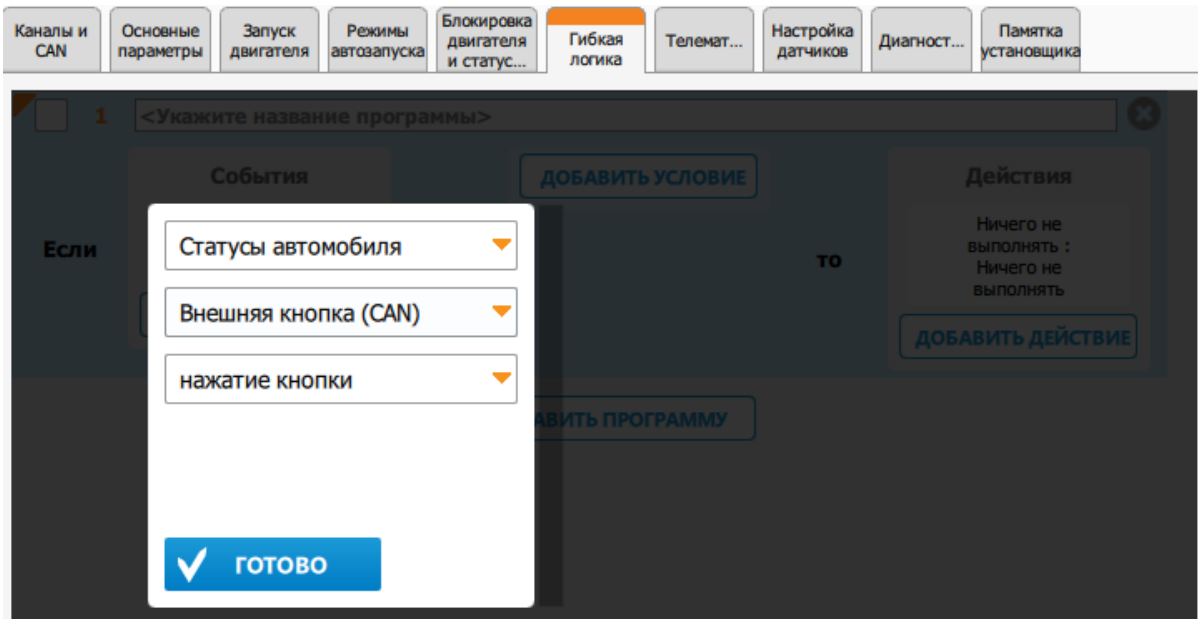 Каналы и
CAN
Основные
параметры
Запуск
двигателя
Режимы
автозапуска
Блокировка
двигателя
и статус...
Гибкая
логика
Телемат...
Настройка
датчиков
Диагност...
Памятка
установщика
1 <Укажите название программы>
События
ДОБАВИТЬ УСЛОВИЕ
Действия
Если
Статусы автомобиля
Внешняя кнопка (CAN)
нажатие кнопки
ГОТОВО
то
Ничего не
выполнять :
Ничего не
выполнять
ДОБАВИТЬ ДЕЙСТВИЕ
АВИТЬ ПРОГРАММУ